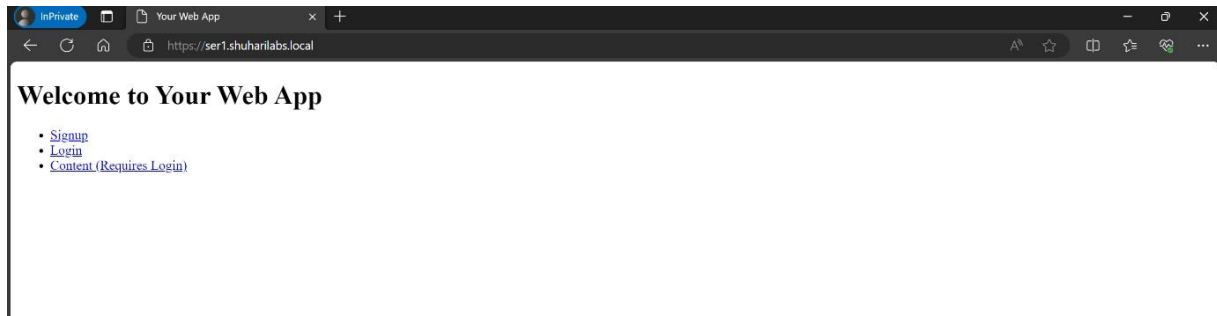 InPrivate
Your Web App
https://ser1.shuharilabs.local
Welcome to Your Web App
• Signup
• Login
• Content (Requires Login)